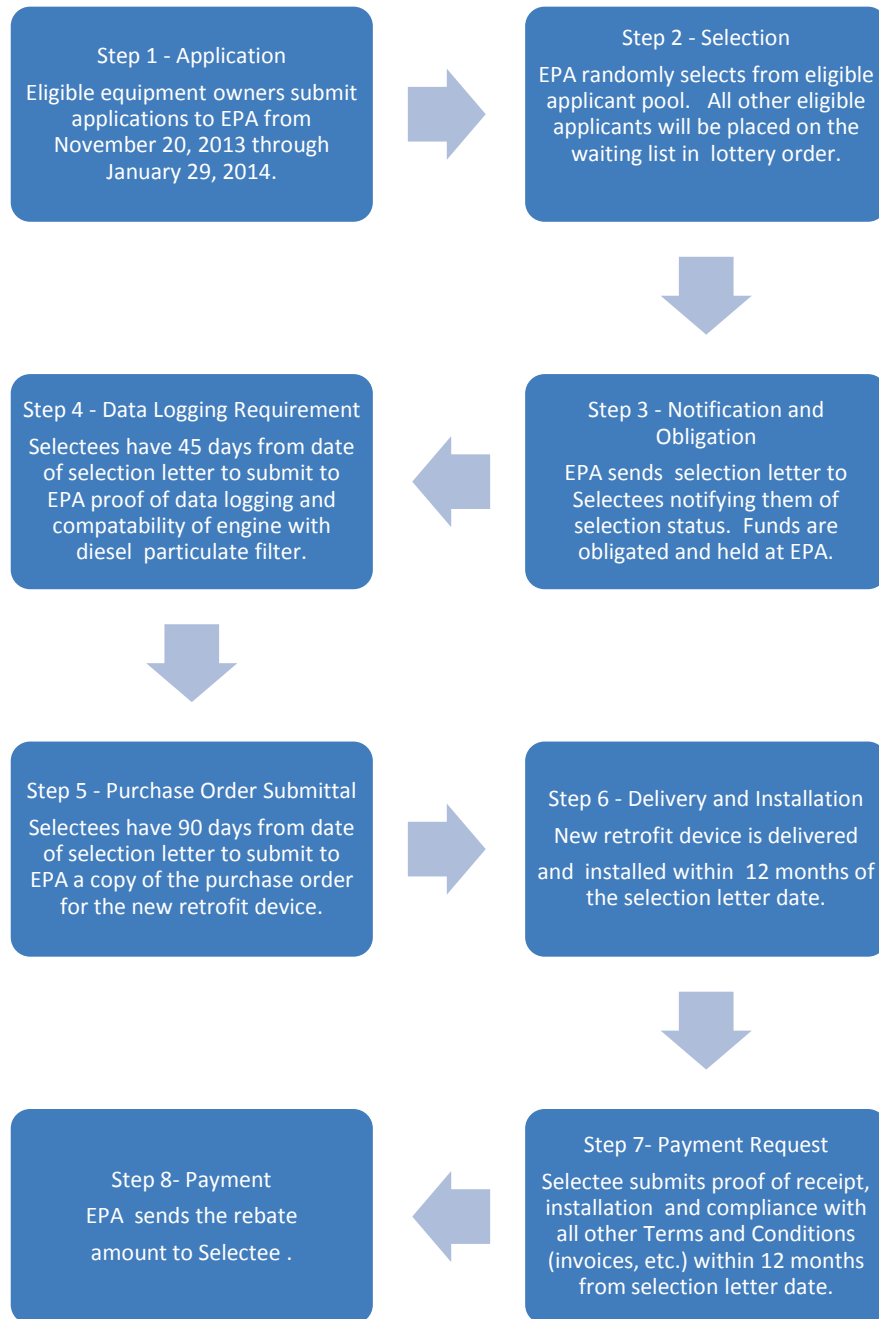 Step 1 - Application
Eligible equipment owners submit
applications to EPA from
November 20, 2013 through
January 29, 2014.
Step 2 - Selection
EPA randomly selects from eligible
applicant pool. All other eligible
applicants will be placed on the
waiting list in lottery order.
Step 3 - Notification and
Obligation
EPA sends selection letter to
Selectees notifying them of
selection status. Funds are
obligated and held at EPA.
Step 4 - Data Logging Requirement
Selectees have 45 days from date
of selection letter to submit to
EPA proof of data logging and
compatability of engine with
diesel particulate filter.
Step 5 - Purchase Order Submittal
Selectees have 90 days from date
of selection letter to submit to
EPA a copy of the purchase order
for the new retrofit device.
Step 6 - Delivery and Installation
New retrofit device is delivered
and installed within 12 months of
the selection letter date.
Step 7- Payment Request
Selectee submits proof of receipt,
installation and compliance with
all other Terms and Conditions
(invoices, etc.) within 12 months
from selection letter date.
Step 8- Payment
EPA sends the rebate
amount to Selectee .